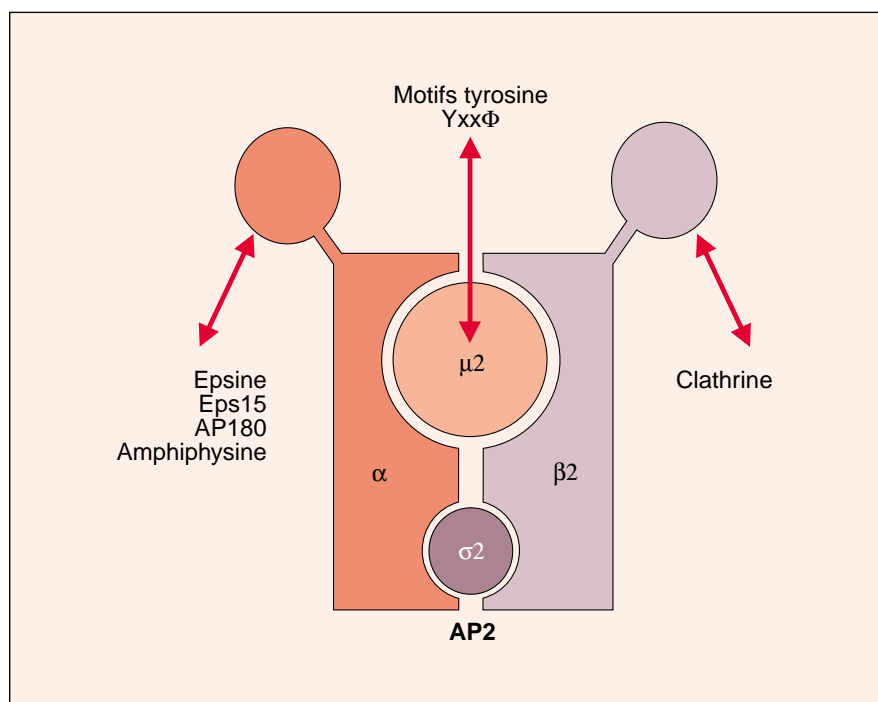 Motifs tyrosine
YxxΦ
Epsine
Eps15
AP180
Amphiphysine
Clathrine
μ2
α
β2
σ2
AP2